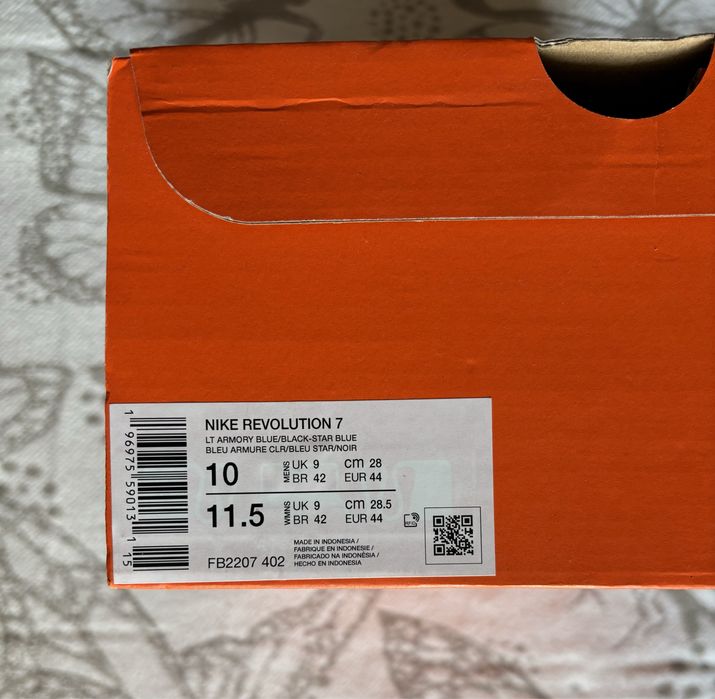 NIKE REVOLUTION 7
LT ARMORY BLUE/BLACK-STAR BLUE
BLEU ARMURE CLR/BLEU STAR/NOIR
10 MENS UK 9 cm 28
BR 42 EUR 44
11.5 WMNS UK 9 cm 28.5
BR 42 EUR 44
RFID
FB2207 402
MADE IN INDONESIA /
FABRIQUE EN INDONESIE /
FABRICADO NA INDONÉSIA /
HECHO EN INDONESIA
1 96975 59013 1 15